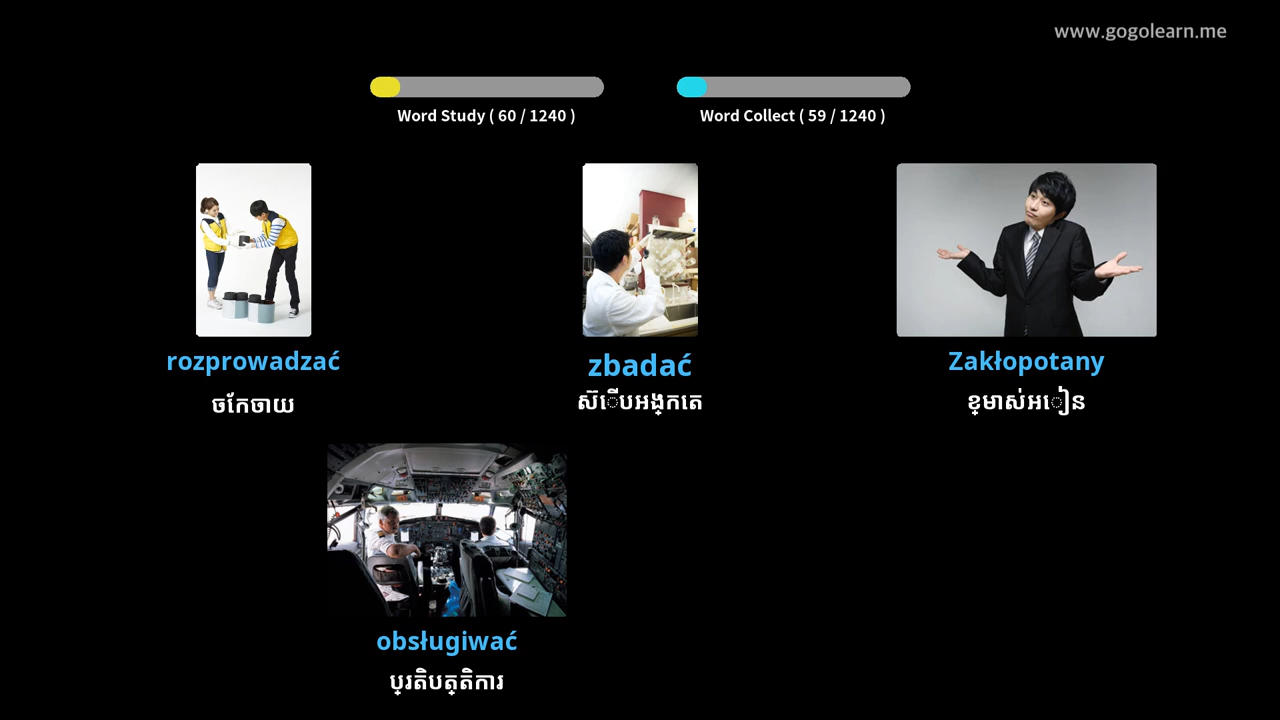 www.gogolearn.me
Word Study ( 60 / 1240 )
Word Collect ( 59 / 1240 )
rozprowadzać
zbadać
Zakłopotany
ចកែចាយ
ស៊ើបអង្កតេ
ខ្មាស់អៀន
obsługiwać
ប្រតិបត្តិការ